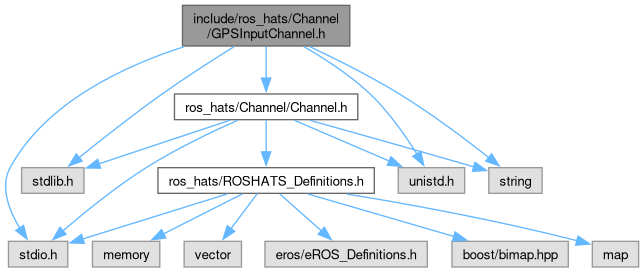 include/ros_hats/Channel
/GPSInputChannel.h
ros_hats/Channel/Channel.h
stdlib.h
ros_hats/ROSHATS_Definitions.h
unistd.h
string
stdio.h
memory
vector
eros/eROS_Definitions.h
boost/bimap.hpp
map